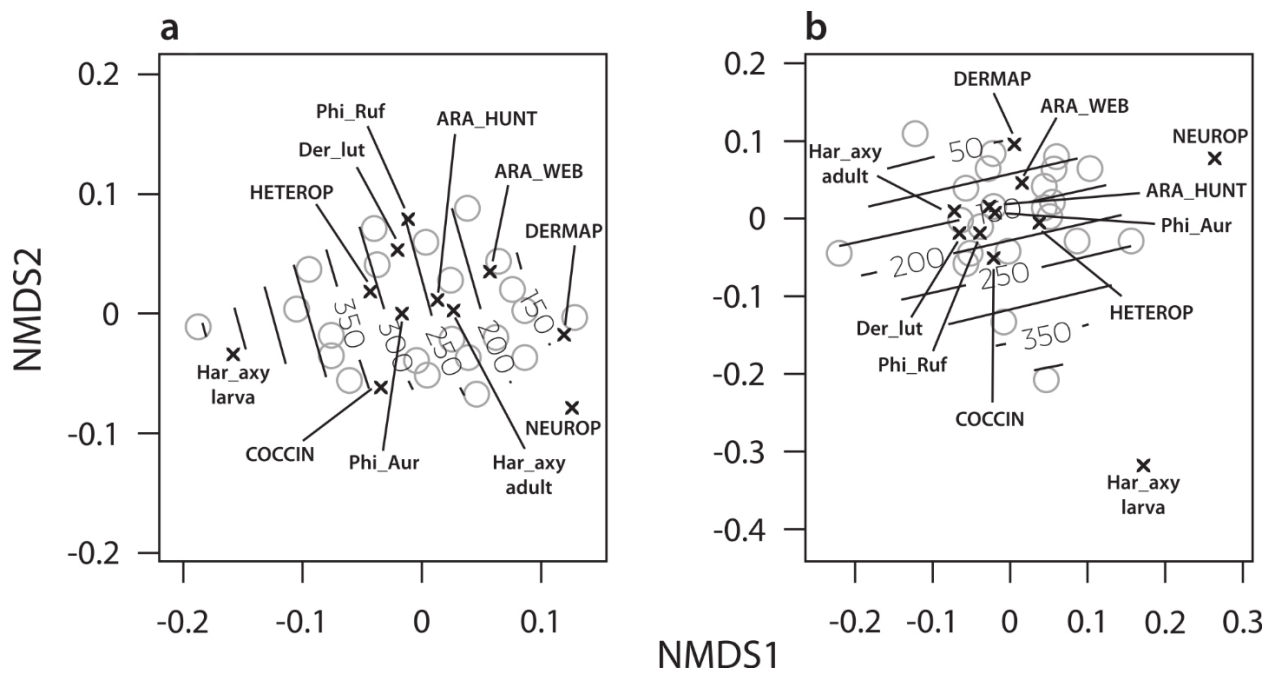 a
b
0.2
0.1
0
-0.1
-0.2
NMDS2
Phi_Ruf
Der_lut
HETEROP
ARA_HUNT
ARA_WEB
DERMAP
350
300
250
200
150
Har_axy
larva
COCCIN
Phi_Aur
Har_axy
adult
NEUROP
-0.2
-0.1
0
0.1
0.2
0.1
0
-0.1
-0.2
-0.3
-0.4
DERMAP
ARA_WEB
NEUROP
Har_axy
adult
50
ARA_HUNT
Phi_Aur
200
250
HETEROP
Der_lut
350
Phi_Ruf
COCCIN
Har_axy
larva
-0.2
-0.1
0
0.1
0.2
0.3
NMDS1